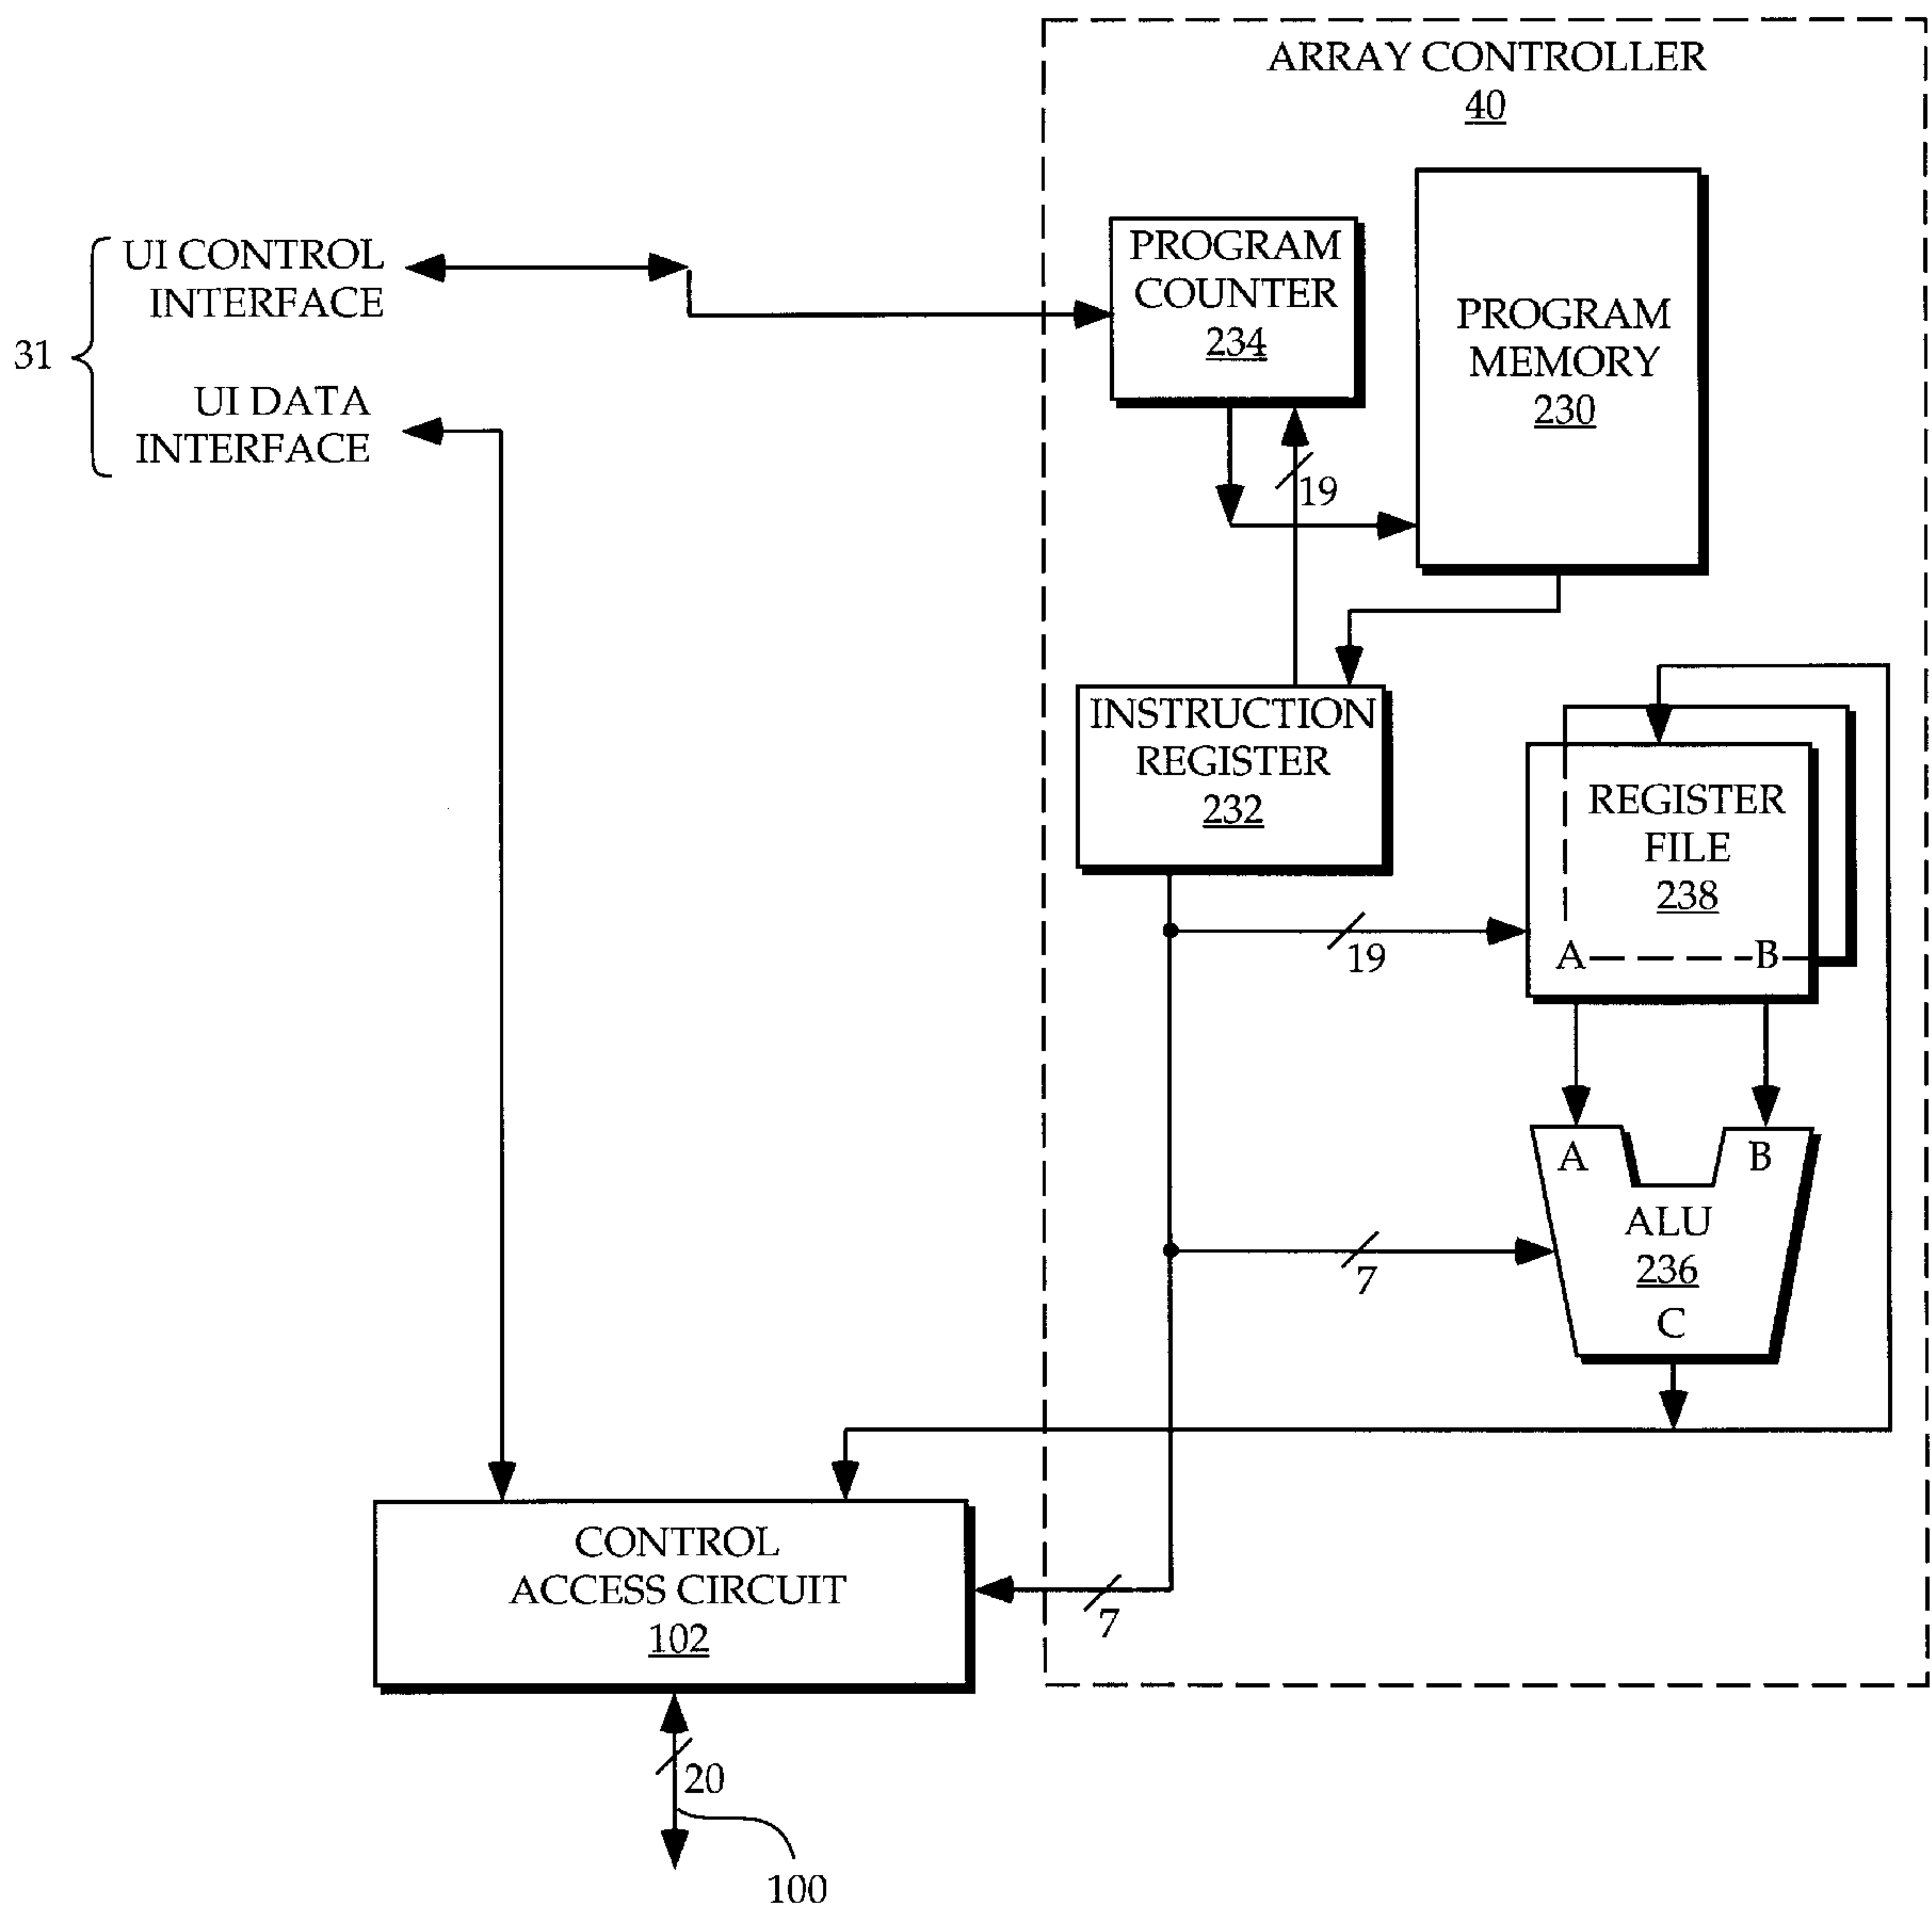 ARRAY CONTROLLER
40
31
UI CONTROL
INTERFACE
UI DATA
INTERFACE
PROGRAM
COUNTER
234
PROGRAM
MEMORY
230
19
INSTRUCTION
REGISTER
232
REGISTER
FILE
238
A
B
19
A
B
ALU
236
C
7
CONTROL
ACCESS CIRCUIT
102
7
20
100